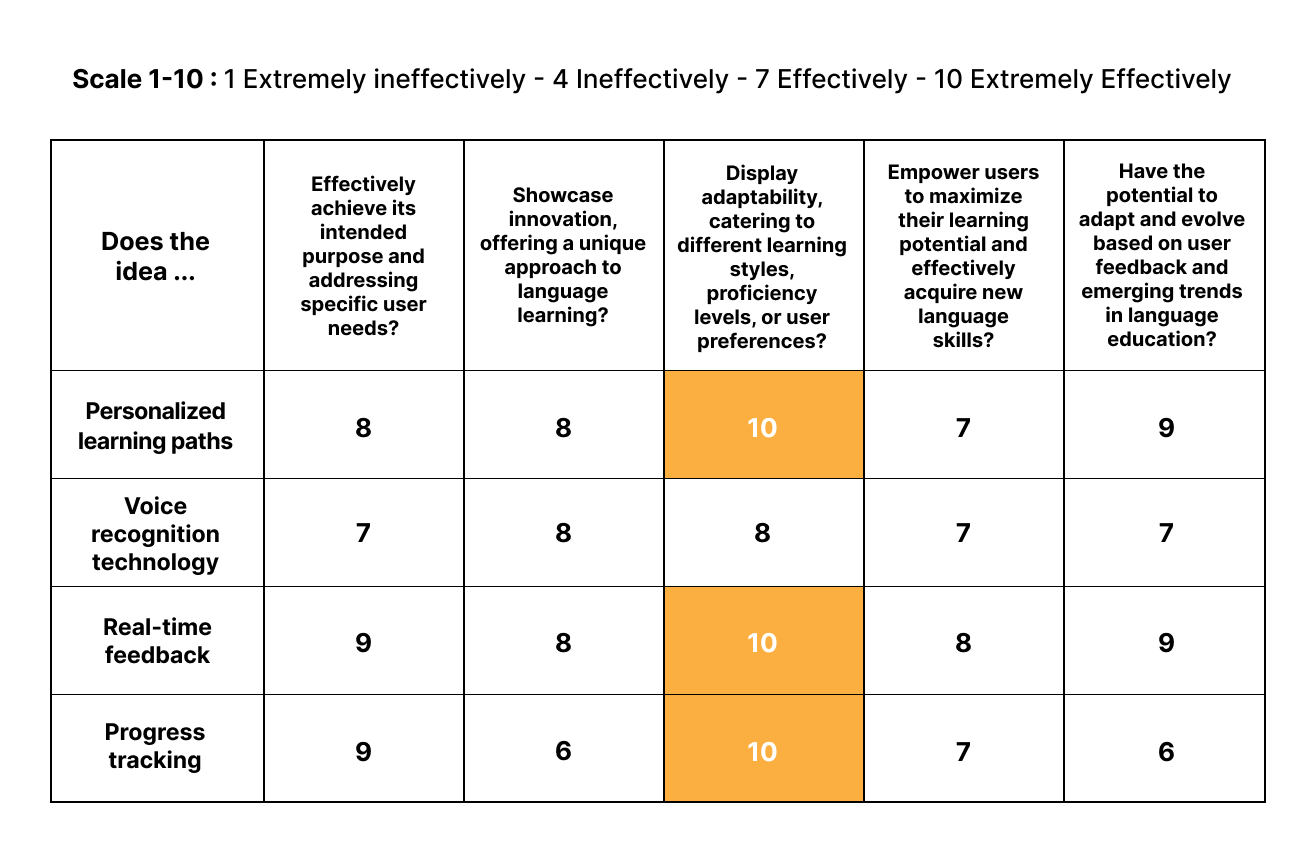 Scale 1-10 : 1 Extremely ineffectively - 4 Ineffectively - 7 Effectively - 10 Extremely Effectively
Does the
idea ...
Effectively
achieve its
intended
purpose and
addressing
specific user
needs?
Showcase
innovation,
offering a unique
approach to
language
learning?
Display
adaptability,
catering to
different learning
styles,
proficiency
levels, or user
preferences?
Empower users
to maximize
their learning
potential and
effectively
acquire new
language
skills?
Have the
potential to
adapt and evolve
based on user
feedback and
emerging trends
in language
education?
Personalized
learning paths
8
8
10
7
9
Voice
recognition
technology
7
8
8
7
7
Real-time
feedback
9
8
10
8
9
Progress
tracking
9
6
10
7
6